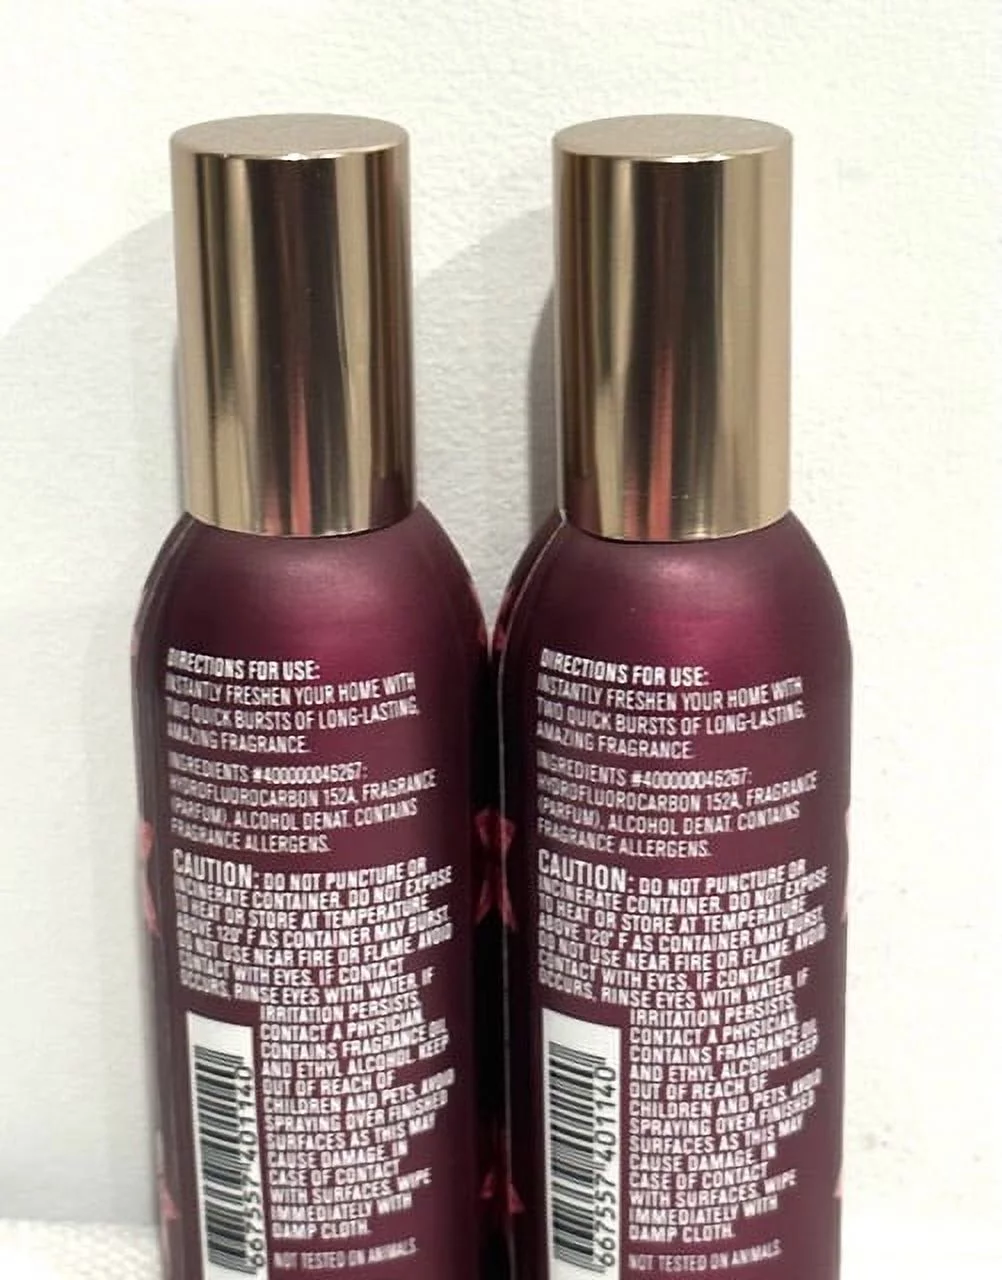 DIRECTIONS FOR USE:
INSTANTLY FRESHEN YOUR HOME WITH
TWO QUICK BURSTS OF LONG-LASTING,
AMAZING FRAGRANCE.
INGREDIENTS #400000046267:
HYDROFLUOROCARBON 152A, FRAGRANCE
(PARFUM), ALCOHOL DENAT. CONTAINS
FRAGRANCE ALLERGENS.
CAUTION: DO NOT PUNCTURE OR
INCINERATE CONTAINER. DO NOT EXPOSE
TO HEAT OR STORE AT TEMPERATURE
ABOVE 120° F AS CONTAINER MAY BURST.
DO NOT USE NEAR FIRE OR FLAME. AVOID
CONTACT WITH EYES. IF CONTACT
OCCURS, RINSE EYES WITH WATER. IF
IRRITATION PERSISTS,
CONTACT A PHYSICIAN.
CONTAINS FRAGRANCE OIL
AND ETHYL ALCOHOL. KEEP
OUT OF REACH OF
CHILDREN AND PETS. AVOID
SPRAYING OVER FINISHED
SURFACES AS THIS MAY
CAUSE DAMAGE. IN
CASE OF CONTACT
WITH SURFACES, WIPE
IMMEDIATELY WITH
DAMP CLOTH.
NOT TESTED ON ANIMALS.
667557 401140
DIRECTIONS FOR USE:
INSTANTLY FRESHEN YOUR HOME WITH
TWO QUICK BURSTS OF LONG-LASTING,
AMAZING FRAGRANCE.
INGREDIENTS #400000046267:
HYDROFLUOROCARBON 152A, FRAGRANCE
(PARFUM), ALCOHOL DENAT. CONTAINS
FRAGRANCE ALLERGENS.
CAUTION: DO NOT PUNCTURE OR
INCINERATE CONTAINER. DO NOT EXPOSE
TO HEAT OR STORE AT TEMPERATURE
ABOVE 120° F AS CONTAINER MAY BURST.
DO NOT USE NEAR FIRE OR FLAME. AVOID
CONTACT WITH EYES. IF CONTACT
OCCURS, RINSE EYES WITH WATER. IF
IRRITATION PERSISTS,
CONTACT A PHYSICIAN.
CONTAINS FRAGRANCE OIL
AND ETHYL ALCOHOL. KEEP
OUT OF REACH OF
CHILDREN AND PETS. AVOID
SPRAYING OVER FINISHED
SURFACES AS THIS MAY
CAUSE DAMAGE. IN
CASE OF CONTACT
WITH SURFACES, WIPE
IMMEDIATELY WITH
DAMP CLOTH.
NOT TESTED ON ANIMALS.
667557 401140